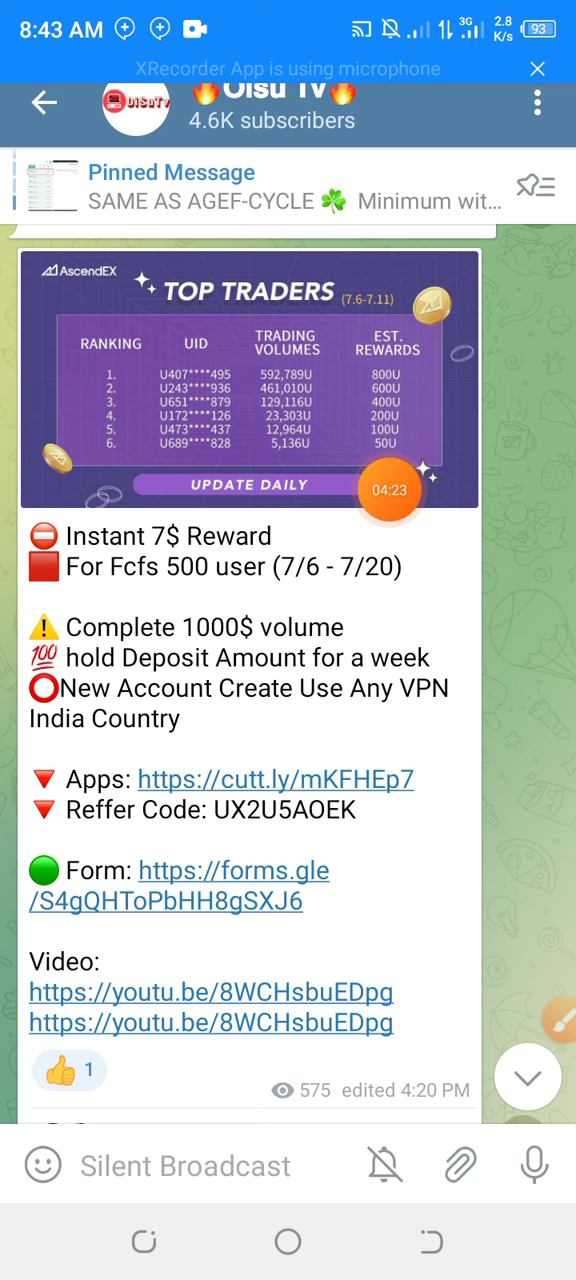 8:43 AM
3G 2.8 K/s 93
XRecorder App is using microphone
OiSuTv
🔥Oisu Tv🔥
4.6K subscribers
Pinned Message
SAME AS AGEF-CYCLE ☘️ Minimum wit...
AscendEX
TOP TRADERS (7.6-7.11)
RANKING UID TRADING VOLUMES EST. REWARDS
1. U407****495 592,789U 800U
2. U243****936 461,010U 600U
3. U651****879 129,116U 400U
4. U172****126 23,303U 200U
5. U473****437 12,964U 100U
6. U689****828 5,136U 50U
UPDATE DAILY
04:23
⛔ Instant 7$ Reward
🟥 For Fcfs 500 user (7/6 - 7/20)
⚠️ Complete 1000$ volume
💯 hold Deposit Amount for a week
⭕New Account Create Use Any VPN
India Country
🔻 Apps: https://cutt.ly/mKFHEp7
🔻 Reffer Code: UX2U5AOEK
🟢 Form: https://forms.gle
/S4gQHToPbHH8gSXJ6
Video:
https://youtu.be/8WCHsbuEDpg
https://youtu.be/8WCHsbuEDpg
👍 1
575 edited 4:20 PM
Silent Broadcast